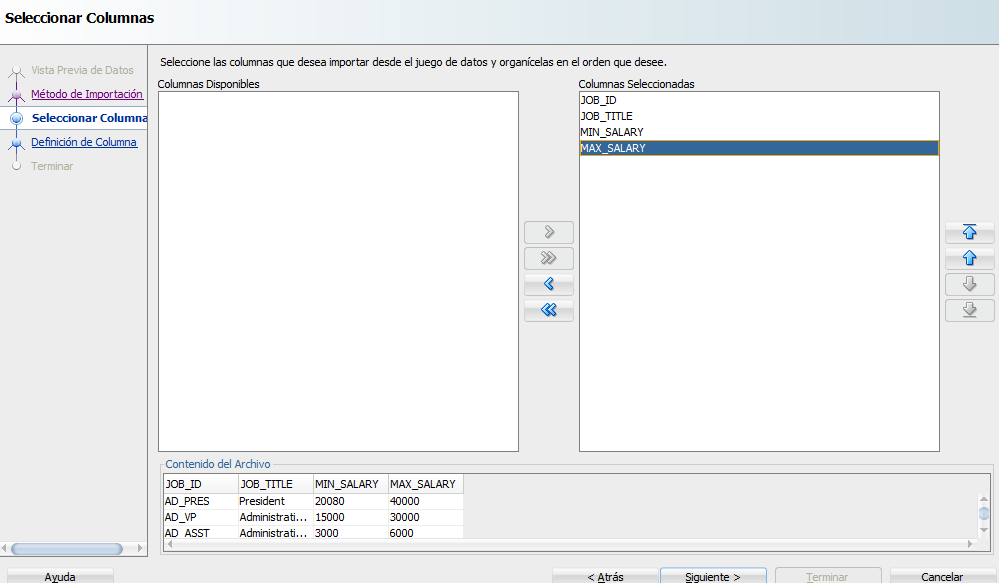 Seleccionar Columnas
Vista Previa de Datos
Método de Importación
Seleccionar Columna
Definición de Columna
Terminar
Seleccione las columnas que desea importar desde el juego de datos y organícelas en el orden que desee.
Columnas Disponibles
Columnas Seleccionadas
JOB_ID
JOB_TITLE
MIN_SALARY
MAX_SALARY
Contenido del Archivo
JOB_ID JOB_TITLE MIN_SALARY MAX_SALARY
AD_PRES President 20080 40000
AD_VP Administrati... 15000 30000
AD_ASST Administrati... 3000 6000
Ayuda < Atrás Siguiente > Terminar Cancelar